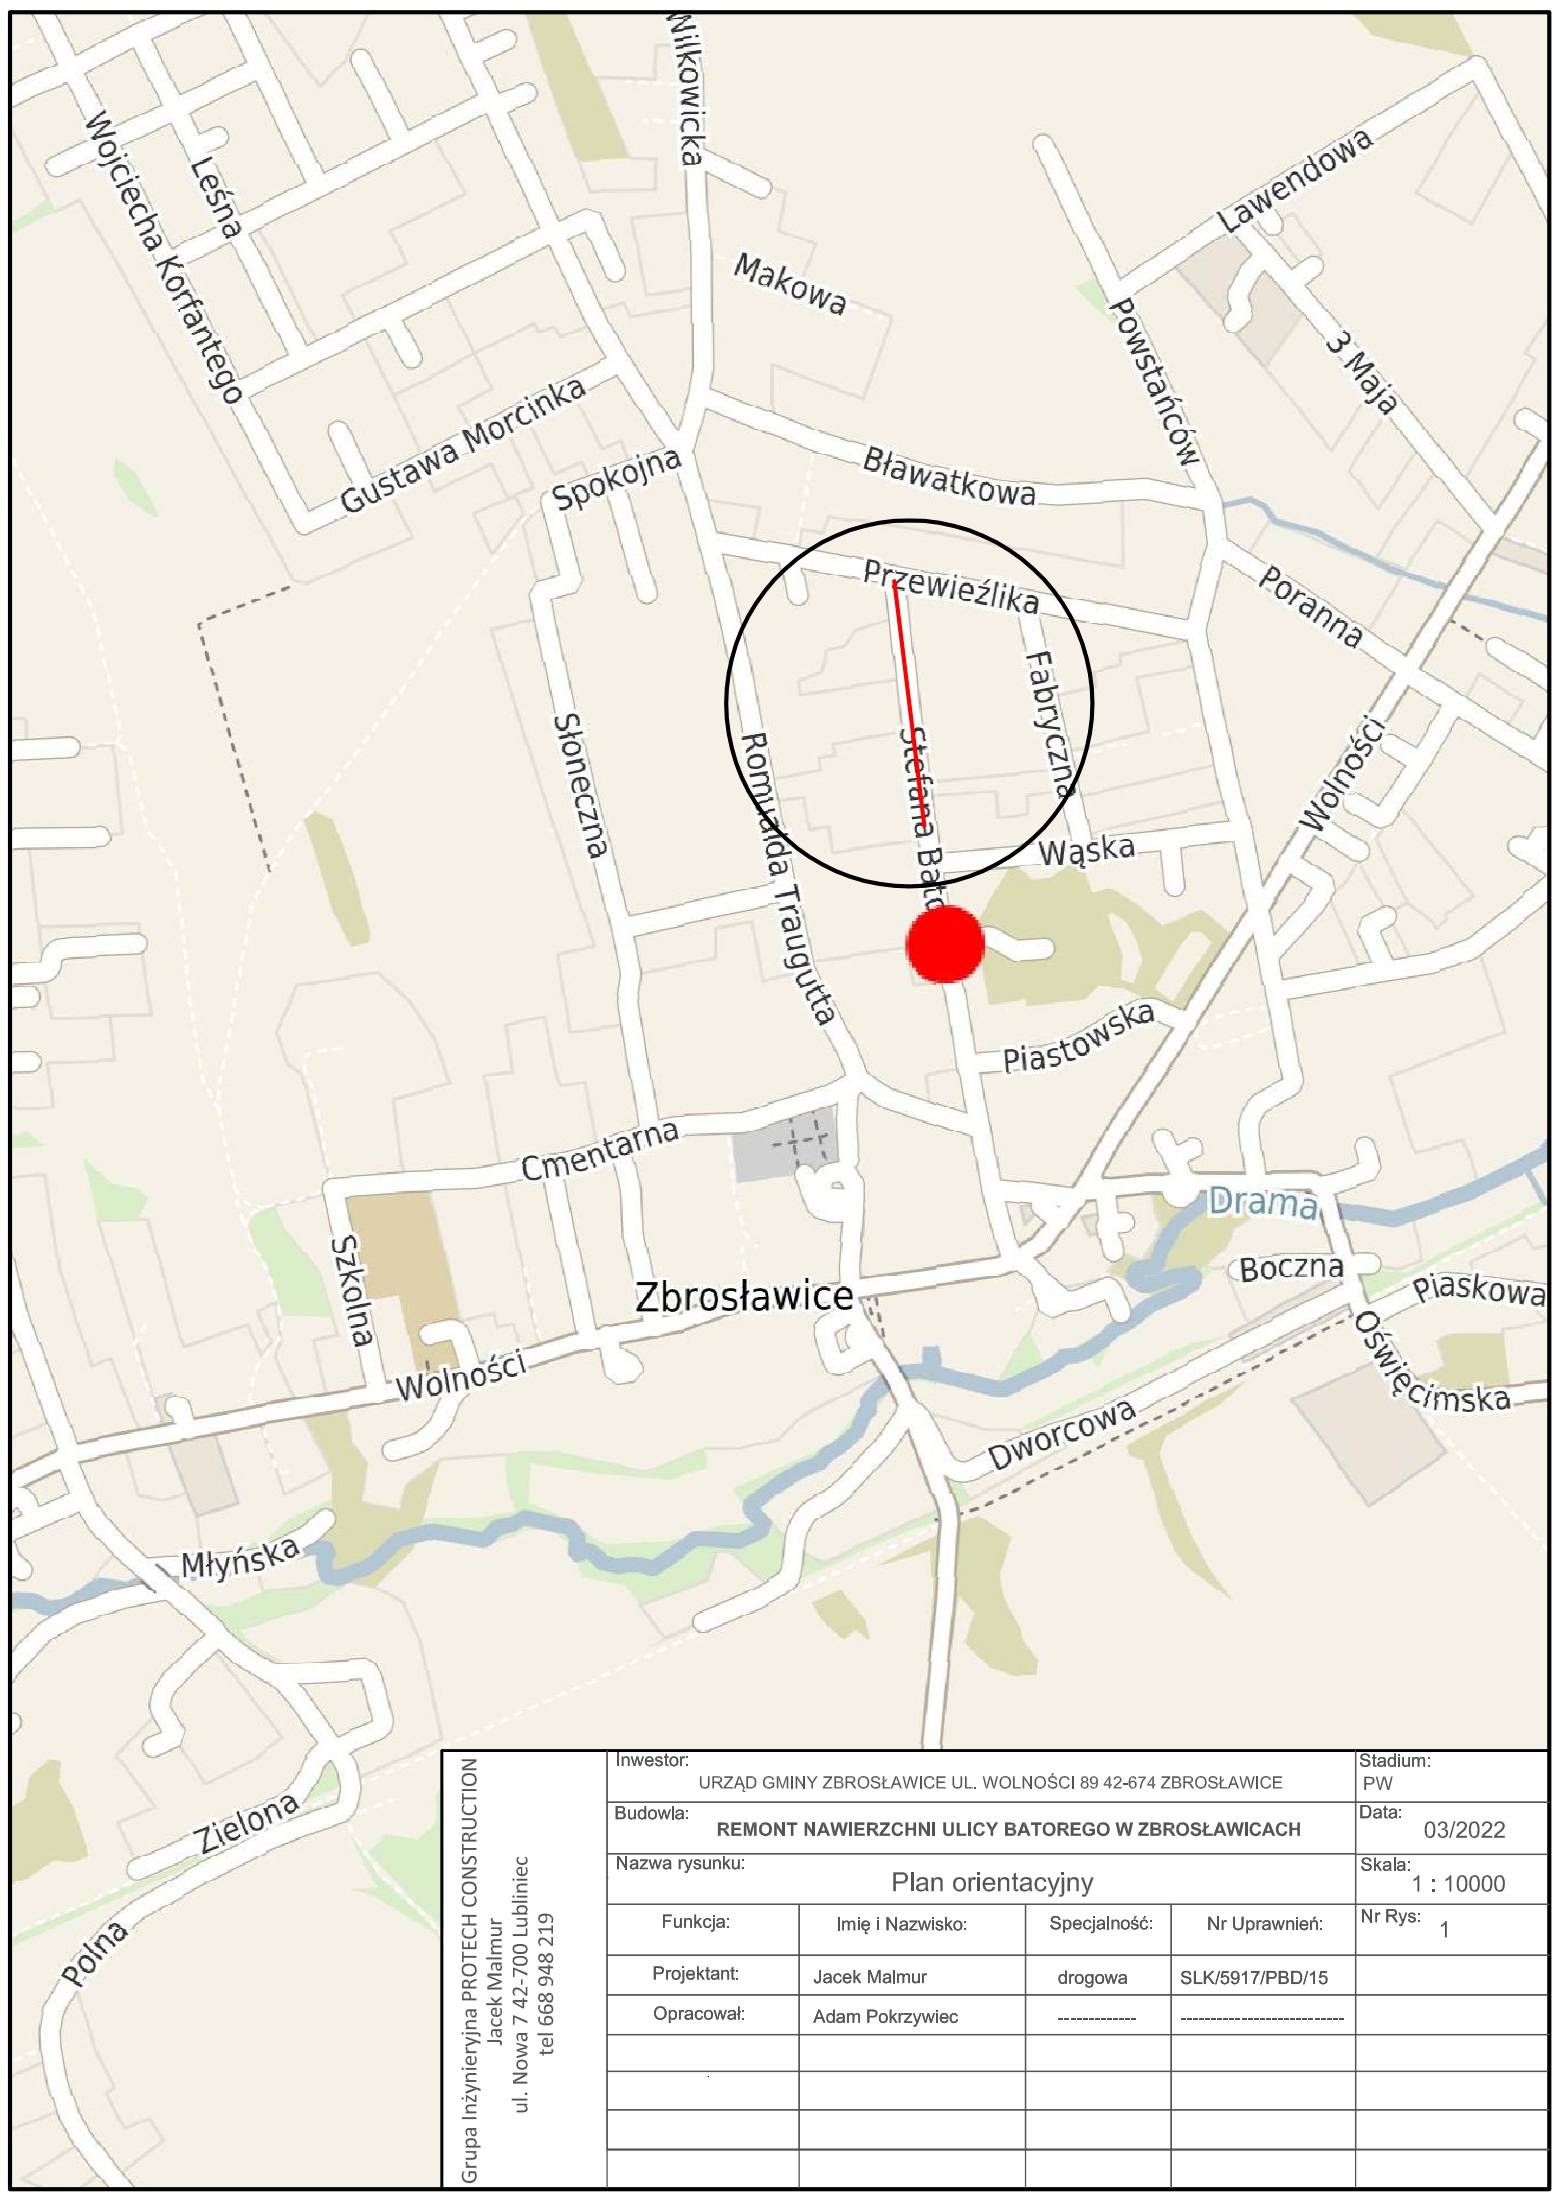 Wilkowicka
Wojciecha Korfantego
Leśna
Lawendowa
Makowa
Powstańców
3 Maja
Gustawa Morcinka
Spokojna
Bławatkowa
Przewieźlika
Poranna
Fabryczna
Słoneczna
Romualda Traugutta
Stefana Bato
Wolności
Wąska
Piastowska
Cmentarna
Drama
Szkolna
Zbrosławice
Boczna
Piaskowa
Oświęcimska
Wolności
Dworcowa
Młyńska
Zielona
Polna
Grupa Inżynieryjna PROTECH CONSTRUCTION
Jacek Malmur
ul. Nowa 7 42-700 Lubliniec
tel 668 948 219
Inwestor:
URZĄD GMINY ZBROSŁAWICE UL. WOLNOŚCI 89 42-674 ZBROSŁAWICE
Stadium:
PW
Budowla:
REMONT NAWIERZCHNI ULICY BATOREGO W ZBROSŁAWICACH
Data:
03/2022
Nazwa rysunku:
Plan orientacyjny
Skala:
1 : 10000
Funkcja: Imię i Nazwisko: Specjalność: Nr Uprawnień: Nr Rys: 1
Projektant: Jacek Malmur drogowa SLK/5917/PBD/15
Opracował: Adam Pokrzywiec ------------- ---------------------------